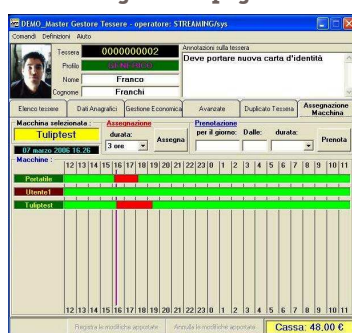 DEMO_Master Gestore Tessere - operatore: STREAMING/sys
Comandi Definizioni Aiuto
Tessera 0000000002
Profilo
Nome Franco
Cognome Franchi
Annotazioni sulla tessera
Deve portare nuova carta d'identità
Elenco tessere Dati Anagrafici Gestione Economica Avanzate Duplicato Tessera Assegnazione Macchina
Macchina selezionata :
Tuliptest
07 marzo 2006 16.26
Assegnazione
durata:
3 ore
Assegna
Prenotazione
per il giorno: Dalle: durata:
Prenota
Macchine :
12 13 14 15 16 17 18 19 20 21 22 23 0 1 2 3 4 5 6 7 8 9 10 11
Portatile
Utente1
Tuliptest
12 13 14 15 16 17 18 19 20 21 22 23 0 1 2 3 4 5 6 7 8 9 10 11
Registra le modifiche apportate Annulla le modifiche apportate Cassa: 48,00 €